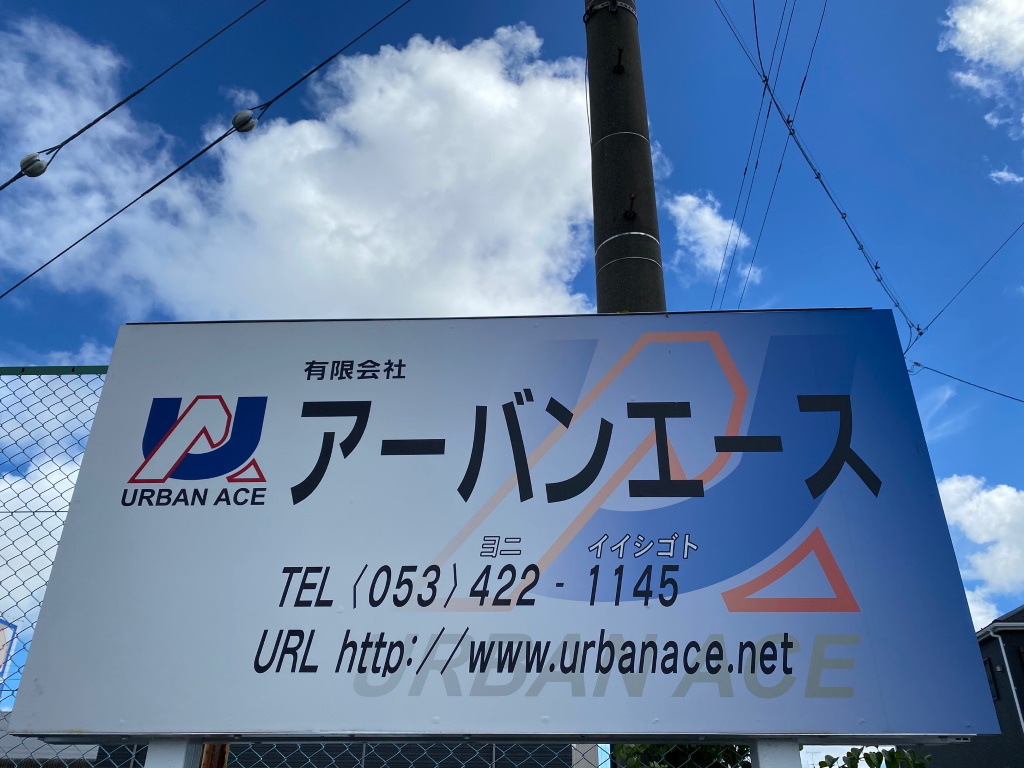 有限会社
アーバンエース
URBAN ACE
ヨニ イイシゴト
TEL〈053〉422-1145
URL http://www.urbanace.net
URBAN ACE